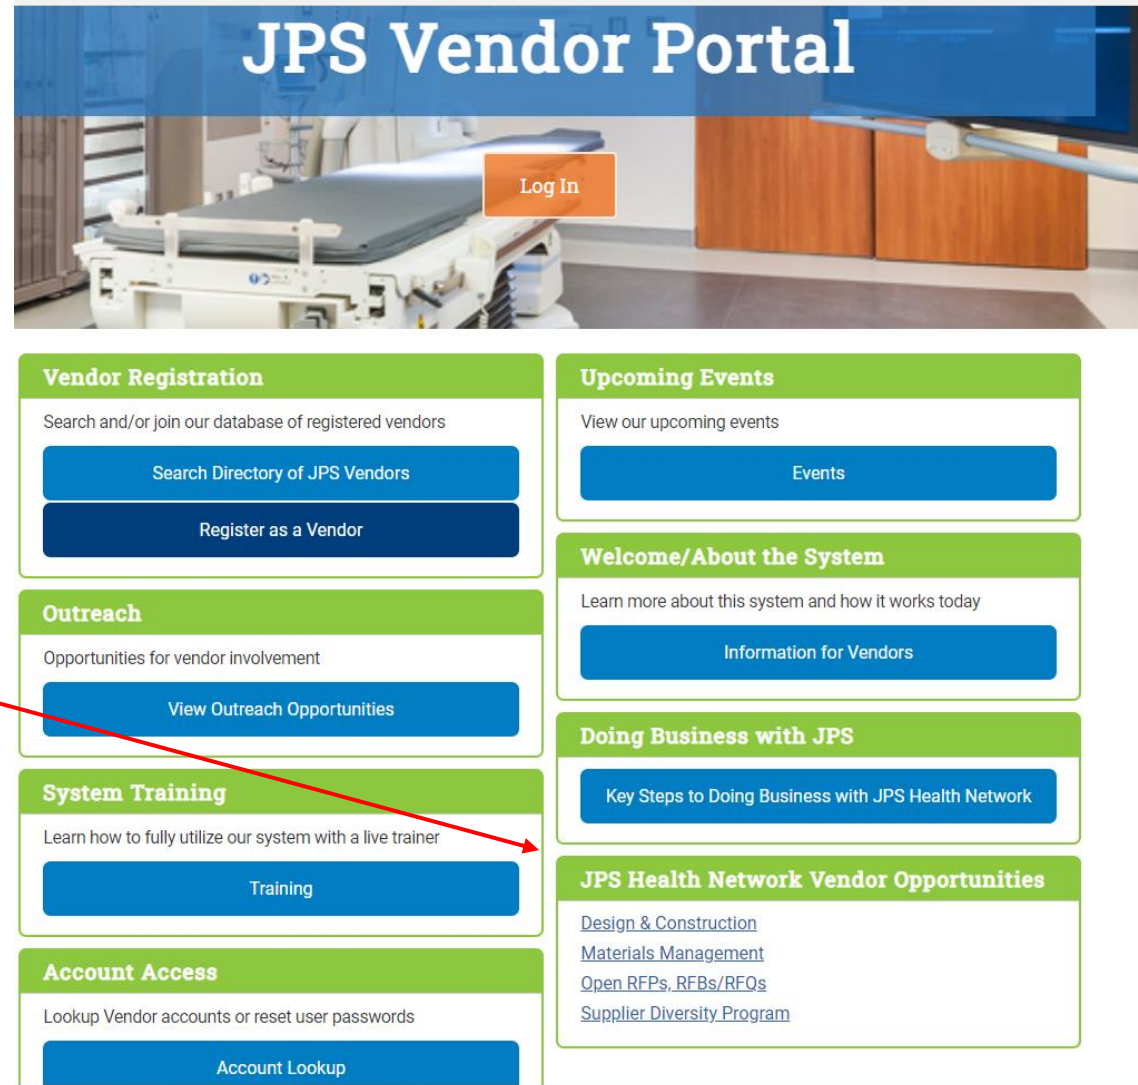 JPS Vendor Portal
Log In
Vendor Registration
Search and/or join our database of registered vendors
Search Directory of JPS Vendors
Register as a Vendor
Outreach
Opportunities for vendor involvement
View Outreach Opportunities
System Training
Learn how to fully utilize our system with a live trainer
Training
Account Access
Lookup Vendor accounts or reset user passwords
Account Lookup
Upcoming Events
View our upcoming events
Events
Welcome/About the System
Learn more about this system and how it works today
Information for Vendors
Doing Business with JPS
Key Steps to Doing Business with JPS Health Network
JPS Health Network Vendor Opportunities
Design & Construction
Materials Management
Open RFPs, RFBs/RFQs
Supplier Diversity Program